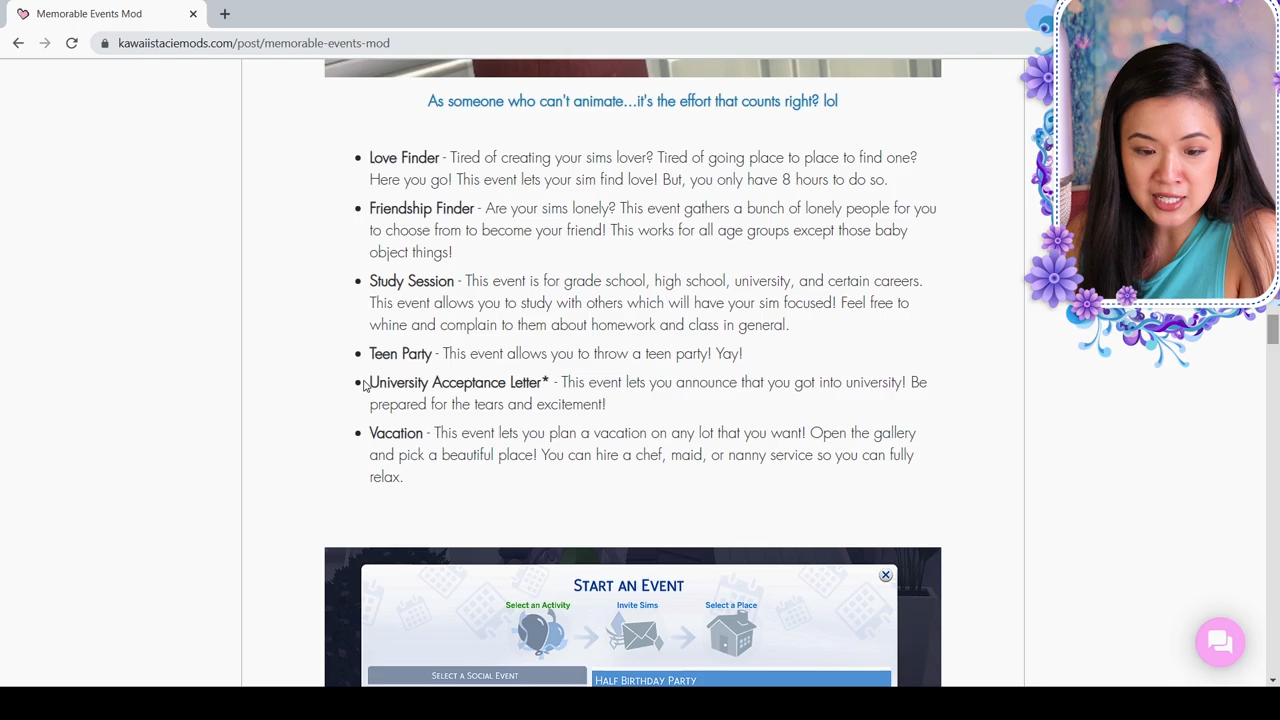 Memorable Events Mod
kawaiistaciemods.com/post/memorable-events-mod
As someone who can't animate...it's the effort that counts right? lol
Love Finder - Tired of creating your sims lover? Tired of going place to place to find one?
Here you go! This event lets your sim find love! But, you only have 8 hours to do so.
Friendship Finder - Are your sims lonely? This event gathers a bunch of lonely people for you
to choose from to become your friend! This works for all age groups except those baby
object things!
Study Session - This event is for grade school, high school, university, and certain careers.
This event allows you to study with others which will have your sim focused! Feel free to
whine and complain to them about homework and class in general.
Teen Party - This event allows you to throw a teen party! Yay!
University Acceptance Letter* - This event lets you announce that you got into university! Be
prepared for the tears and excitement!
Vacation - This event lets you plan a vacation on any lot that you want! Open the gallery
and pick a beautiful place! You can hire a chef, maid, or nanny service so you can fully
relax.
START AN EVENT
Select an Activity Invite Sims Select a Place
SELECT A SOCIAL EVENT
HALF BIRTHDAY PARTY